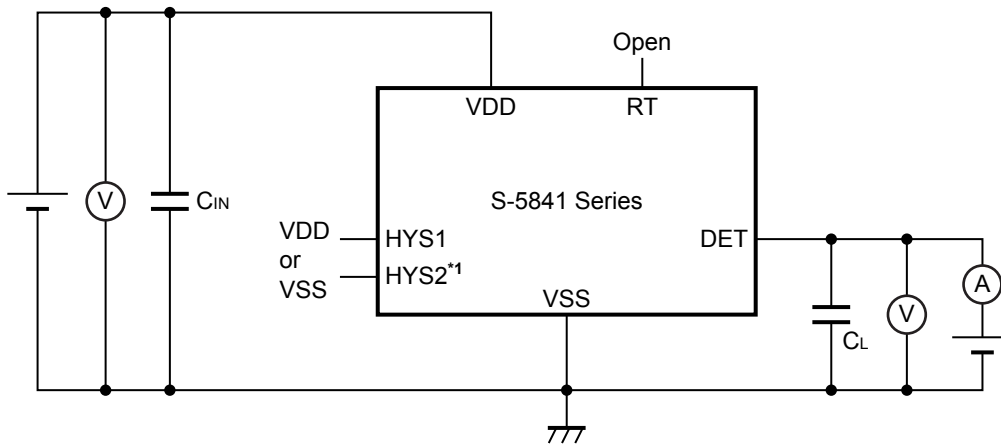 Open
VDD
RT
V
CIN
S-5841 Series
VDD
or
VSS
HYS1
HYS2*1
DET
VSS
CL
V
A